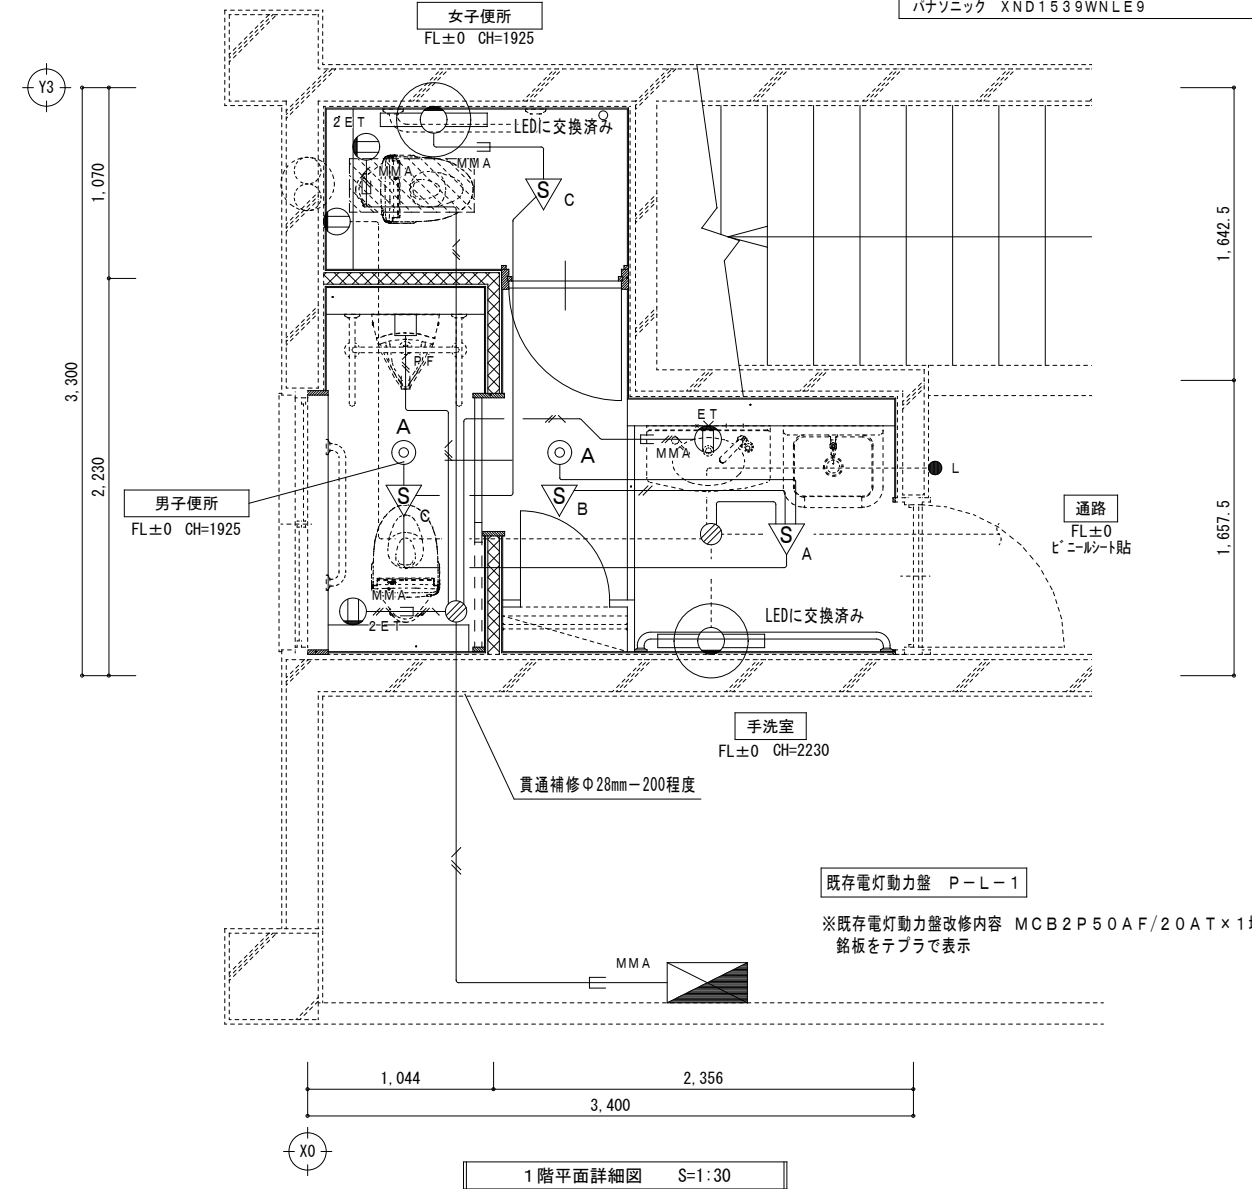 パナソニック XND1539WNLE9
女子便所
FL±0 CH=1925
Y3
2ET
LEDに交換済み
MMA
MMA
S
C
1,070
1,642.5
3,300
2,230
PF
A
A
ET
MMA
L
男子便所
FL±0 CH=1925
S
C
S
B
S
A
通路
FL±0
ビニールシート貼
1,657.5
MMA
2ET
LEDに交換済み
手洗室
FL±0 CH=2230
貫通補修Φ28mm-200程度
既存電灯動力盤 P-L-1
※既存電灯動力盤改修内容 MCB2P50AF/20AT×1
銘板をテプラで表示
MMA
1,044
2,356
3,400
X0
1階平面詳細図 S=1:30